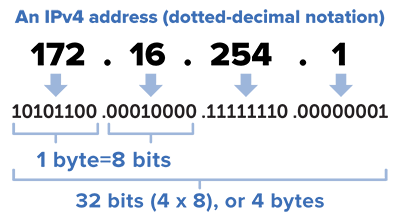 An IPv4 address (dotted-decimal notation)
172 . 16 . 254 . 1
10101100 .00010000 .11111110 .00000001
1 byte=8 bits
32 bits (4 x 8), or 4 bytes